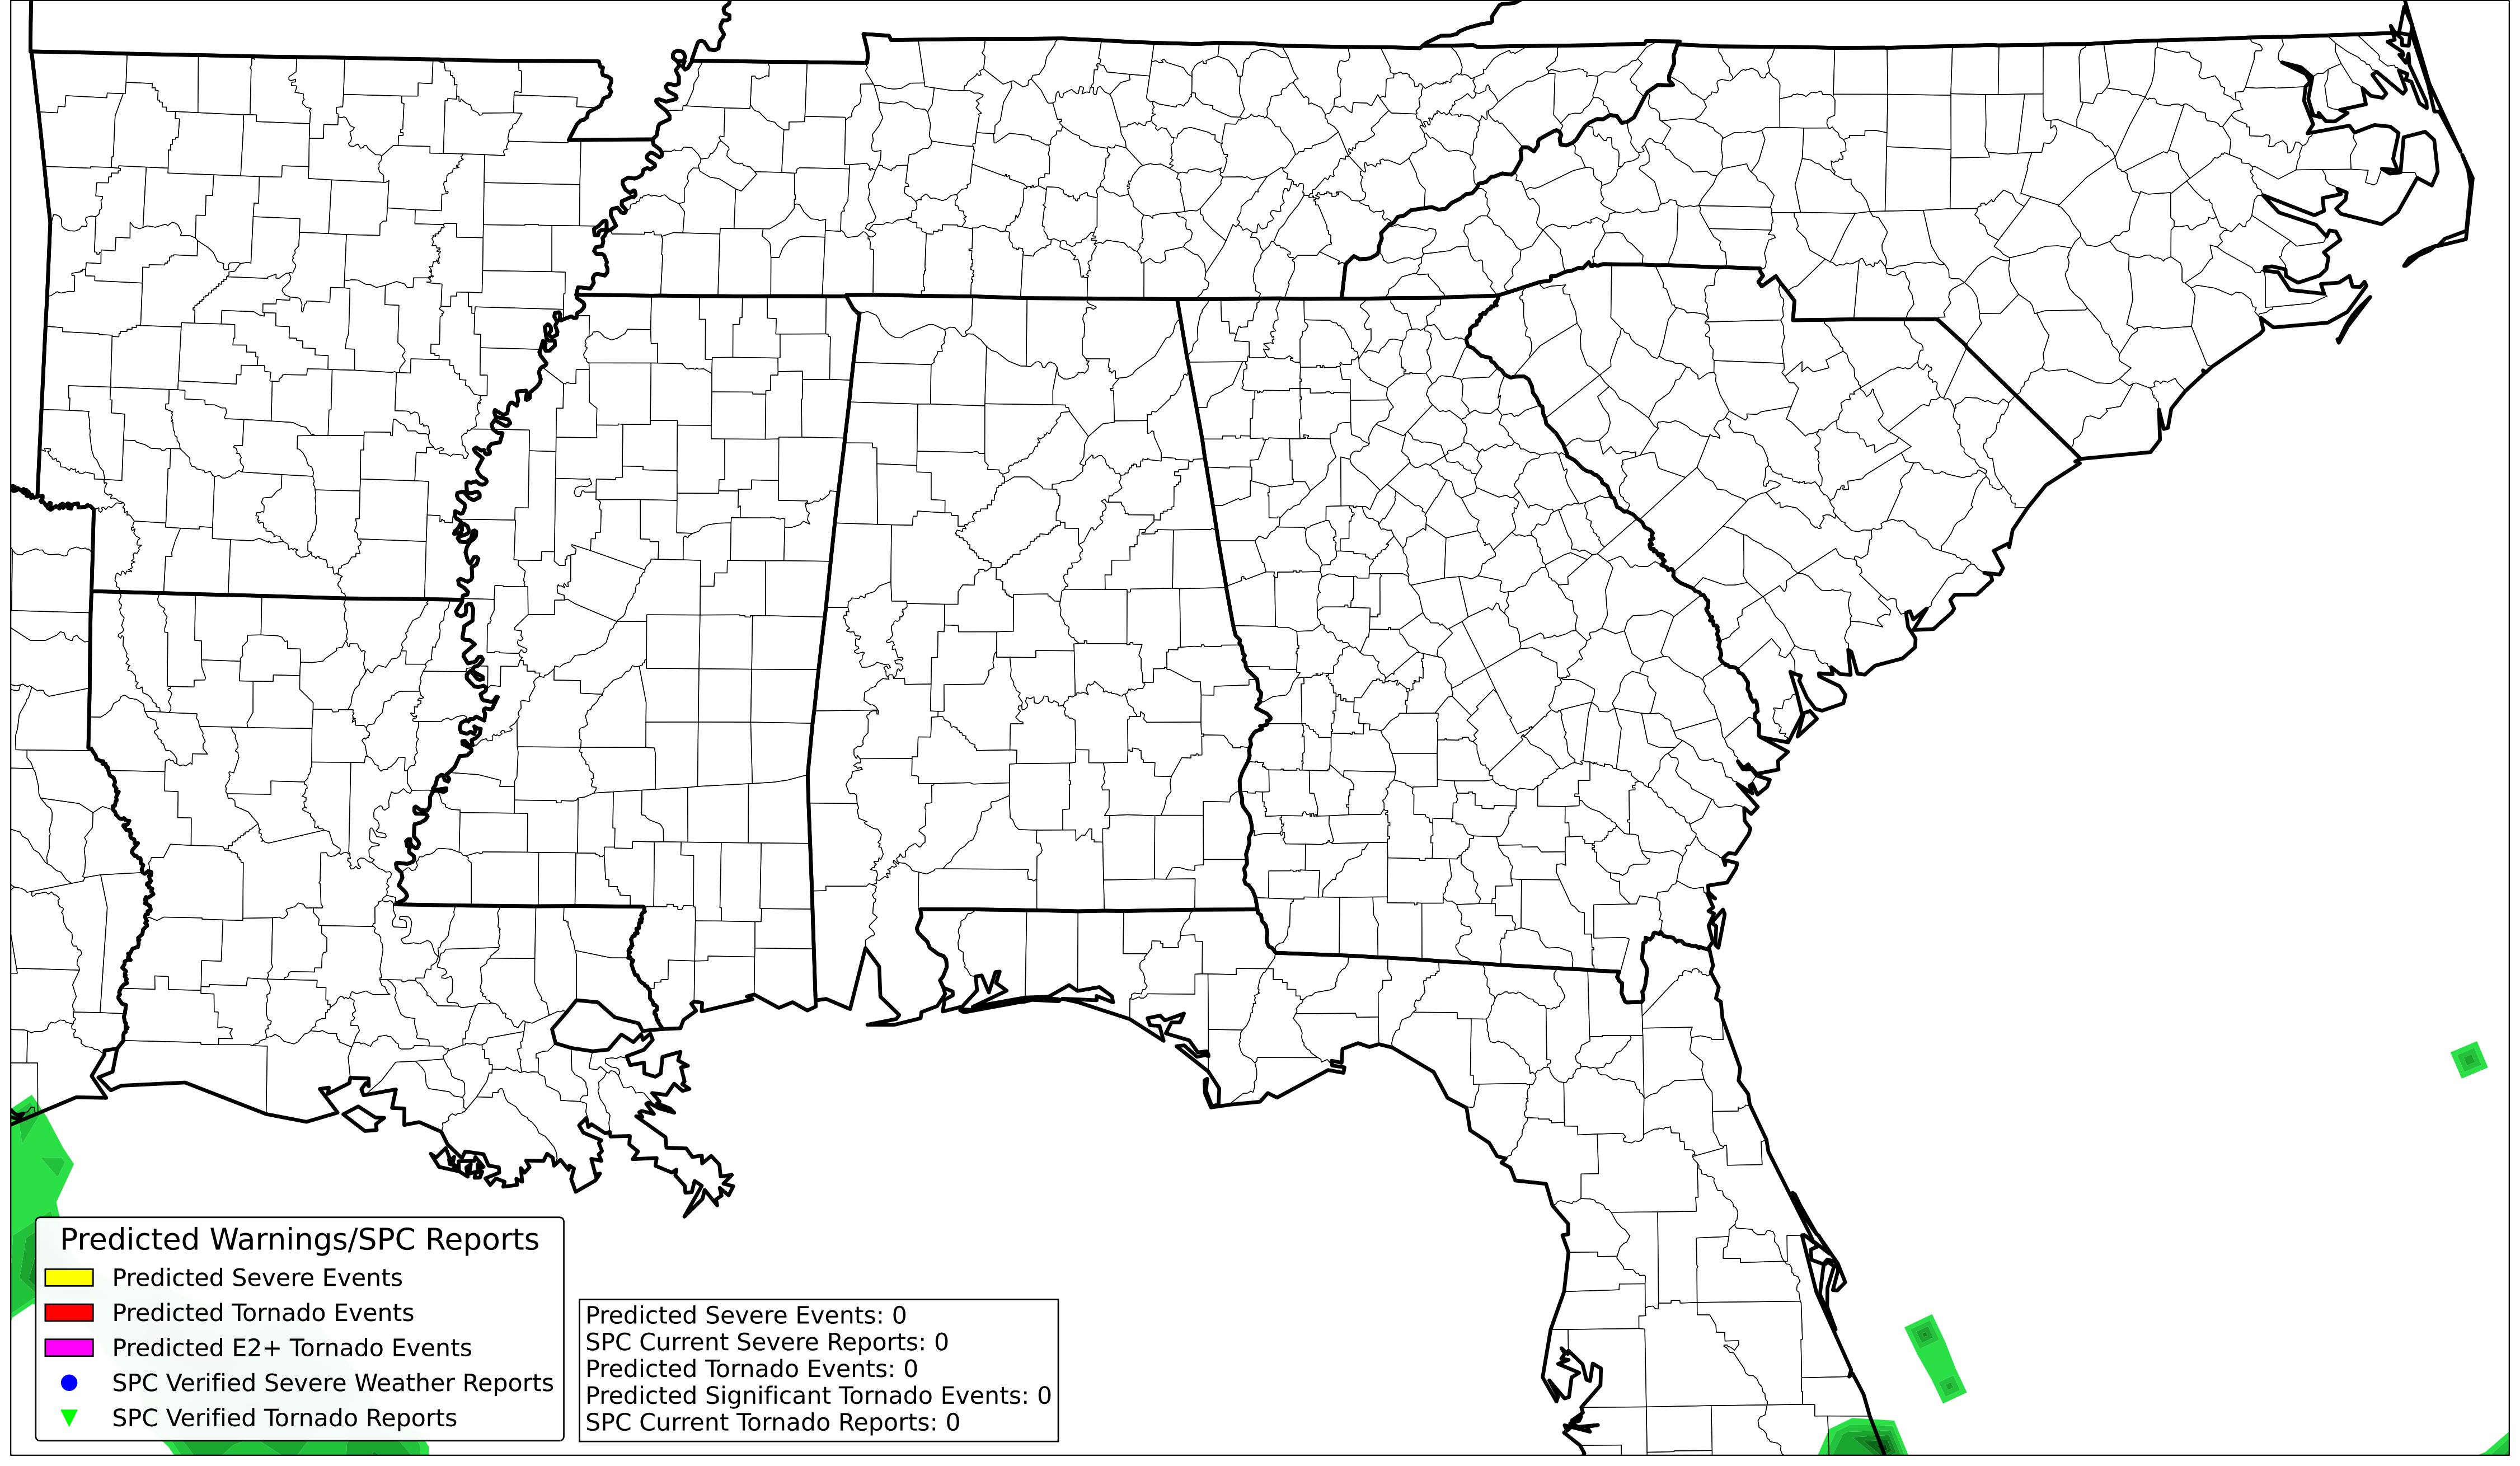 Predicted Warnings/SPC Reports
Predicted Severe Events
Predicted Tornado Events
Predicted E2+ Tornado Events
SPC Verified Severe Weather Reports
SPC Verified Tornado Reports
Predicted Severe Events: 0
SPC Current Severe Reports: 0
Predicted Tornado Events: 0
Predicted Significant Tornado Events: 0
SPC Current Tornado Reports: 0